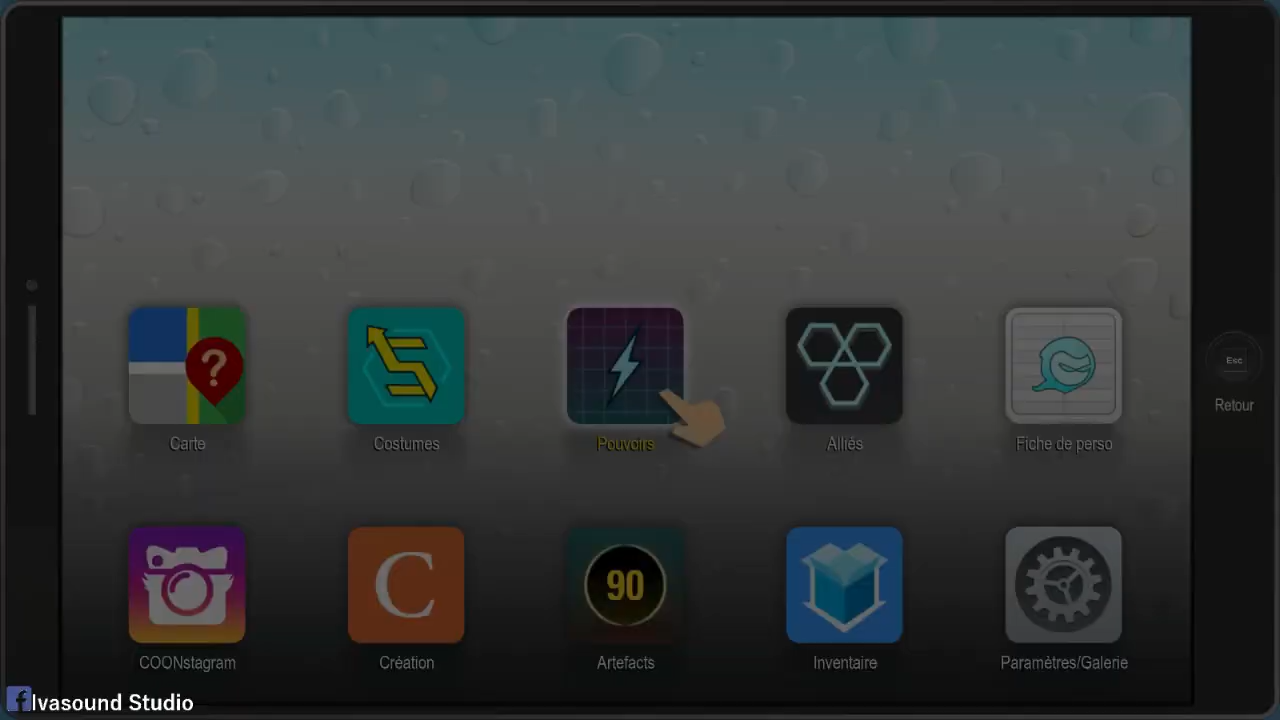 ?
Carte
Costumes
Pouvoirs
Alliés
Fiche de perso
Esc
Retour
C
90
COONstagram
Création
Artefacts
Inventaire
Paramètres/Galerie
f Ivasound Studio